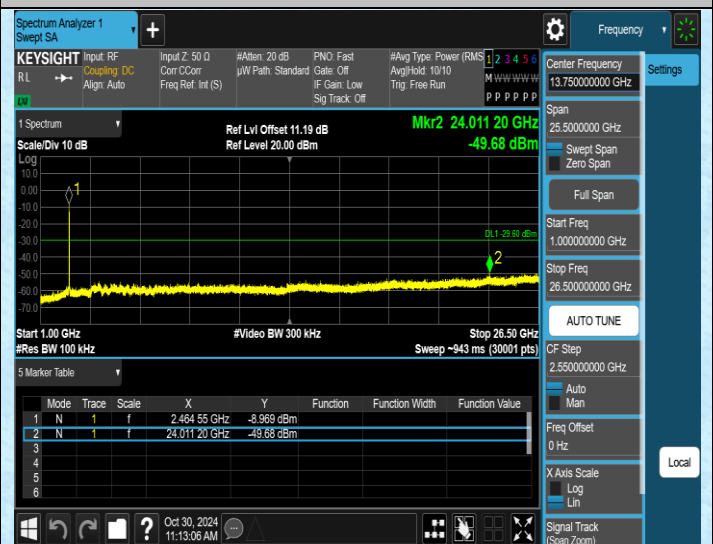 Spectrum Analyzer 1
Swept SA
+
Frequency
KEYSIGHT
RL
LXI
Input: RF
Coupling: DC
Align: Auto
Input Z: 50 Ω
Corr CCorr
Freq Ref: Int (S)
#Atten: 20 dB
µW Path: Standard
PNO: Fast
Gate: Off
IF Gain: Low
Sig Track: Off
#Avg Type: Power (RMS
Avg|Hold: 10/10
Trig: Free Run
1 2 3 4 5 6
M W W W W W
P P P P P P
Settings
1 Spectrum
Scale/Div 10 dB
Ref Lvl Offset 11.19 dB
Ref Level 20.00 dBm
Mkr2 24.011 20 GHz
-49.68 dBm
Log
10.0
0.00
-10.0
-20.0
-30.0
-40.0
-50.0
-60.0
-70.0
1
DL1 -29.60 dBm
2
Start 1.00 GHz
#Res BW 100 kHz
#Video BW 300 kHz
Stop 26.50 GHz
Sweep ~943 ms (30001 pts)
5 Marker Table
Mode Trace Scale X Y Function Function Width Function Value
1 N 1 f 2.464 55 GHz -8.969 dBm
2 N 1 f 24.011 20 GHz -49.68 dBm
3
4
5
6
?
Oct 30, 2024
11:13:06 AM
Center Frequency
13.750000000 GHz
Span
25.5000000 GHz
Swept Span
Zero Span
Full Span
Start Freq
1.000000000 GHz
Stop Freq
26.500000000 GHz
AUTO TUNE
CF Step
2.550000000 GHz
Auto
Man
Freq Offset
0 Hz
X Axis Scale
Log
Lin
Signal Track
(Span Zoom)
Local